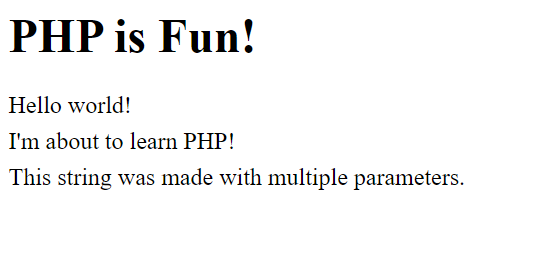 PHP is Fun!
Hello world!
I'm about to learn PHP!
This string was made with multiple parameters.